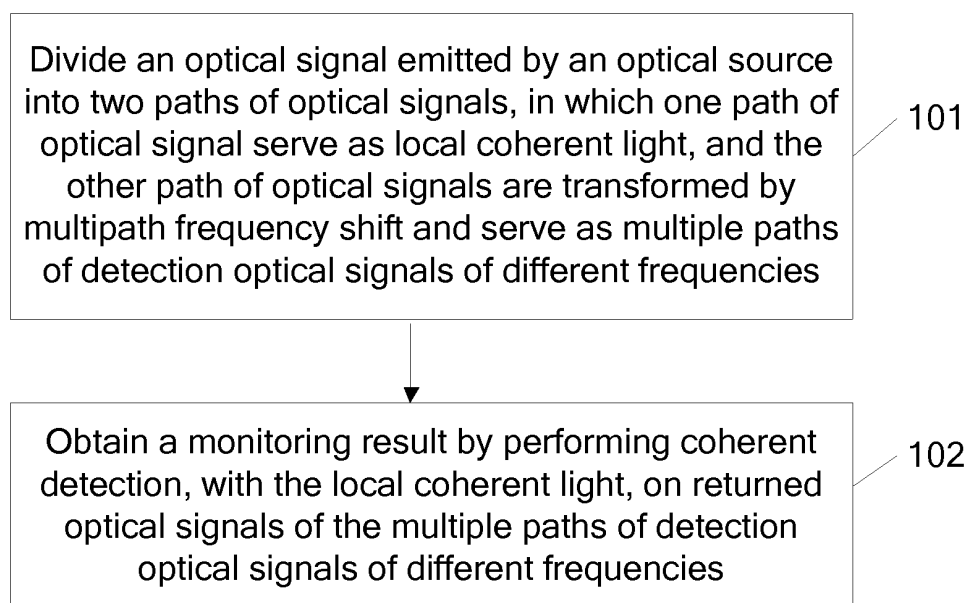 Divide an optical signal emitted by an optical source
into two paths of optical signals, in which one path of
optical signal serve as local coherent light, and the
other path of optical signals are transformed by
multipath frequency shift and serve as multiple paths
of detection optical signals of different frequencies
101
Obtain a monitoring result by performing coherent
detection, with the local coherent light, on returned
optical signals of the multiple paths of detection
optical signals of different frequencies
102